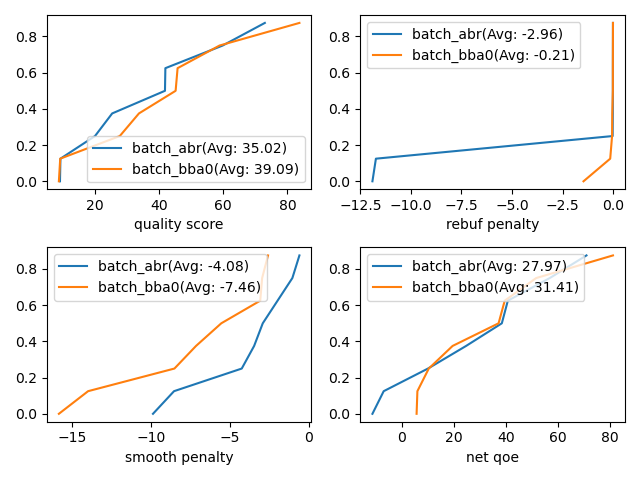 0.8
0.6
0.4
0.2
0.0
batch_abr(Avg: 35.02)
batch_bba0(Avg: 39.09)
20 40 60 80
quality score
0.8
0.6
0.4
0.2
0.0
batch_abr(Avg: -2.96)
batch_bba0(Avg: -0.21)
−12.5 −10.0 −7.5 −5.0 −2.5 0.0
rebuf penalty
0.8
0.6
0.4
0.2
0.0
batch_abr(Avg: -4.08)
batch_bba0(Avg: -7.46)
−15 −10 −5 0
smooth penalty
0.8
0.6
0.4
0.2
0.0
batch_abr(Avg: 27.97)
batch_bba0(Avg: 31.41)
0 20 40 60 80
net qoe